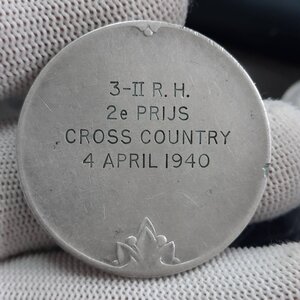 3-II R.H.
2e PRIJS
CROSS COUNTRY
4 APRIL 1940